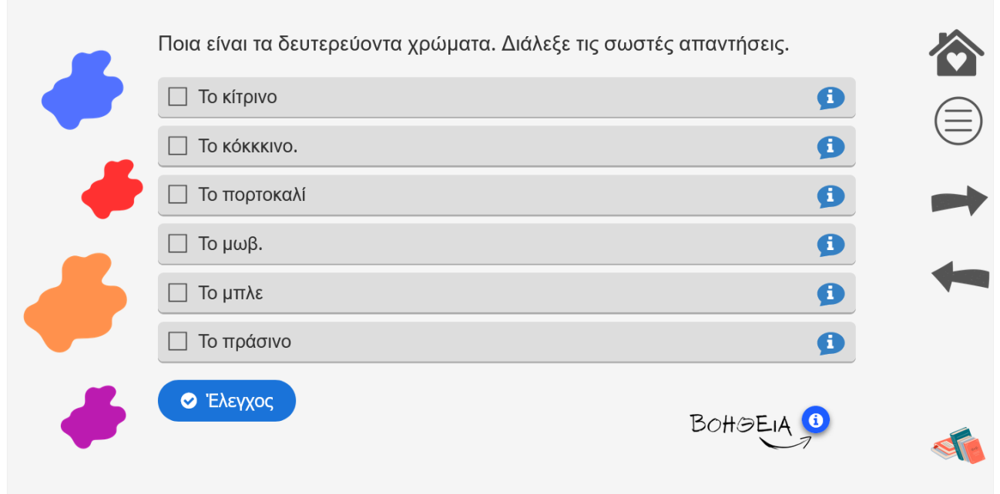 Ποια είναι τα δευτερεύοντα χρώματα. Διάλεξε τις σωστές απαντήσεις.
Το κίτρινο
Το κόκκκινο.
Το πορτοκαλί
Το μωβ.
Το μπλε
Το πράσινο
Έλεγχος
ΒΟΗΘΕιΑ